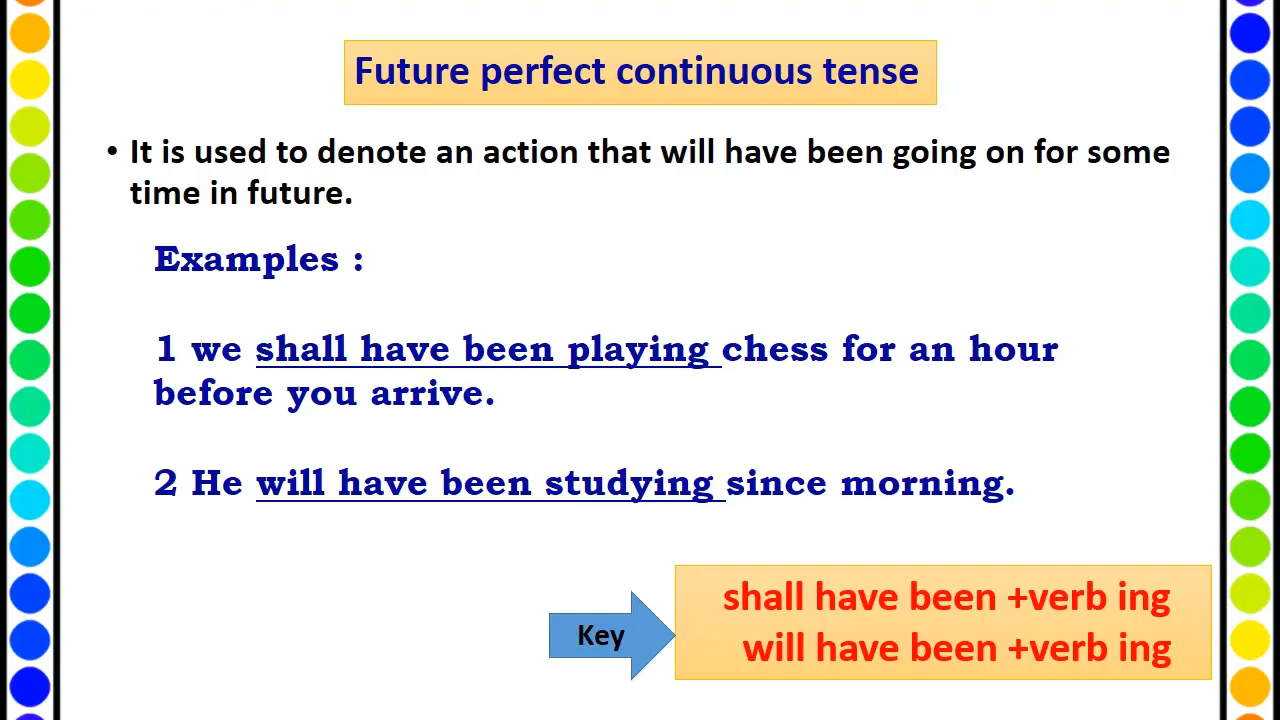 Future perfect continuous tense
• It is used to denote an action that will have been going on for some
time in future.
Examples :
1 we shall have been playing chess for an hour
before you arrive.
2 He will have been studying since morning.
Key
shall have been +verb ing
will have been +verb ing